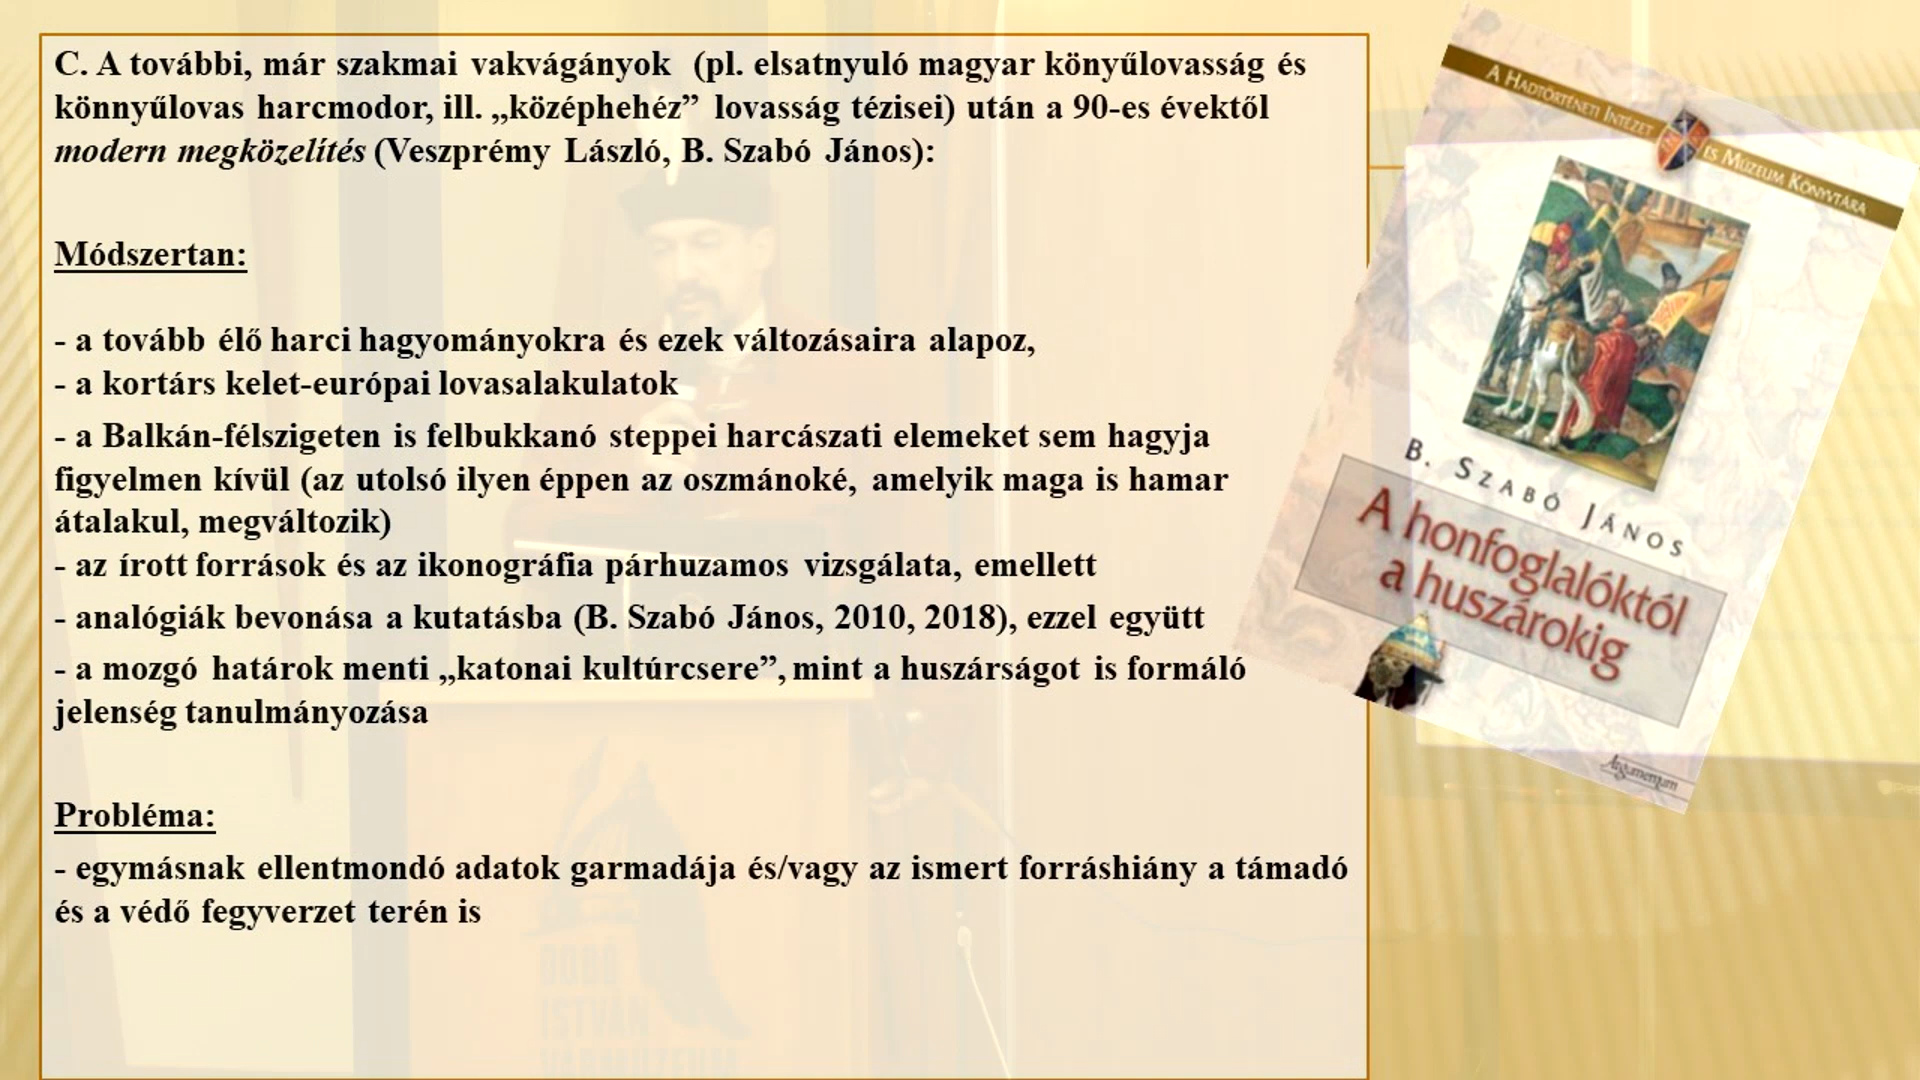 C. A további, már szakmai vakvágányok (pl. elsatnyuló magyar könyűlovasság és
könnyűlovas harcmodor, ill. „középhehéz” lovasság tézisei) után a 90-es évektől
modern megközelítés (Veszprémy László, B. Szabó János):
Módszertan:
- a tovább élő harci hagyományokra és ezek változásaira alapoz,
- a kortárs kelet-európai lovasalakulatok
- a Balkán-félszigeten is felbukkanó steppei harcászati elemeket sem hagyja
figyelmen kívül (az utolsó ilyen éppen az oszmánoké, amelyik maga is hamar
átalakul, megváltozik)
- az írott források és az ikonográfia párhuzamos vizsgálata, emellett
- analógiák bevonása a kutatásba (B. Szabó János, 2010, 2018), ezzel együtt
- a mozgó határok menti „katonai kultúrcsere”, mint a huszárságot is formáló
jelenség tanulmányozása
Probléma:
- egymásnak ellentmondó adatok garmadája és/vagy az ismert forráshiány a támadó
és a védő fegyverzet terén is
A HADTÖRTÉNETI INTÉZET ÉS MÚZEUM KÖNYVTÁRA
B. SZABÓ JÁNOS
A honfoglalóktól
a huszárokig
Argumentum
DOBÓ
ISTVÁN
VÁRMÚZEUM